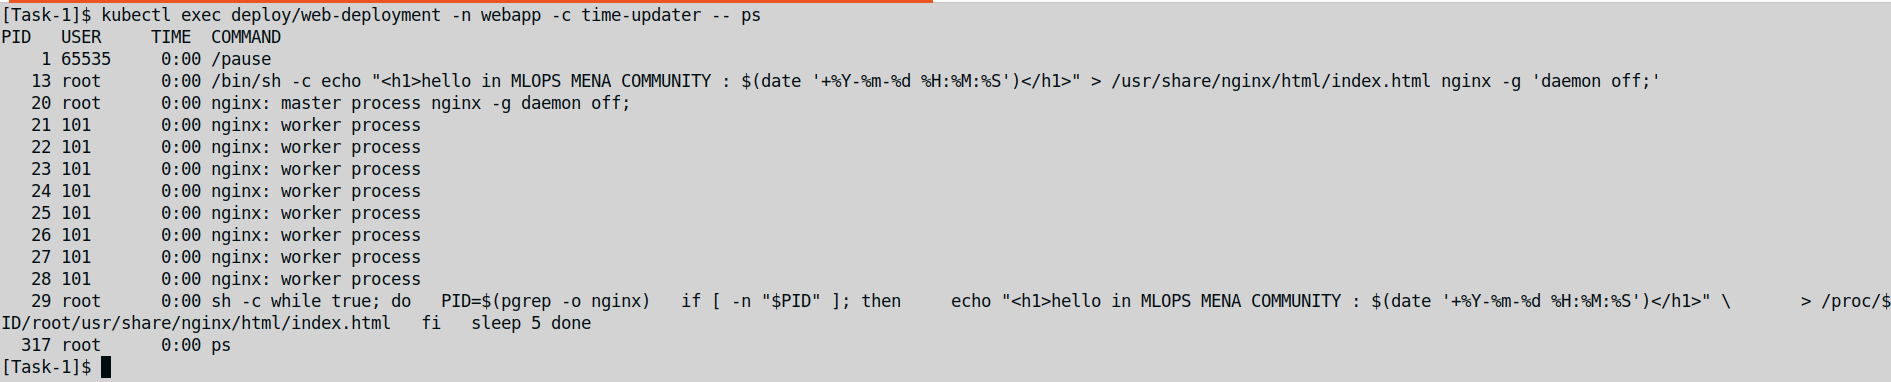 [Task-1]$ kubectl exec deploy/web-deployment -n webapp -c time-updater -- ps
PID   USER     TIME  COMMAND
    1 65535     0:00 /pause
   13 root      0:00 /bin/sh -c echo "<h1>hello in MLOPS MENA COMMUNITY : $(date '+%Y-%m-%d %H:%M:%S')</h1>" > /usr/share/nginx/html/index.html nginx -g 'daemon off;'
   20 root      0:00 nginx: master process nginx -g daemon off;
   21 101       0:00 nginx: worker process
   22 101       0:00 nginx: worker process
   23 101       0:00 nginx: worker process
   24 101       0:00 nginx: worker process
   25 101       0:00 nginx: worker process
   26 101       0:00 nginx: worker process
   27 101       0:00 nginx: worker process
   28 101       0:00 nginx: worker process
   29 root      0:00 sh -c while true; do   PID=$(pgrep -o nginx)   if [ -n "$PID" ]; then     echo "<h1>hello in MLOPS MENA COMMUNITY : $(date '+%Y-%m-%d %H:%M:%S')</h1>" \       > /proc/$
ID/root/usr/share/nginx/html/index.html   fi   sleep 5 done
  317 root      0:00 ps
[Task-1]$